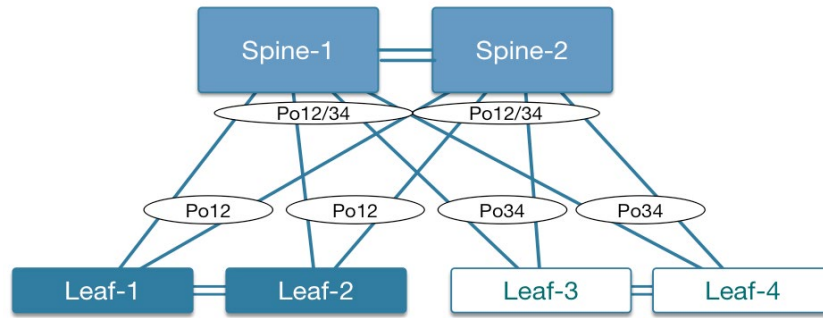 Spine-1
Spine-2
Po12/34
Po12/34
Po12
Po12
Po34
Po34
Leaf-1
Leaf-2
Leaf-3
Leaf-4